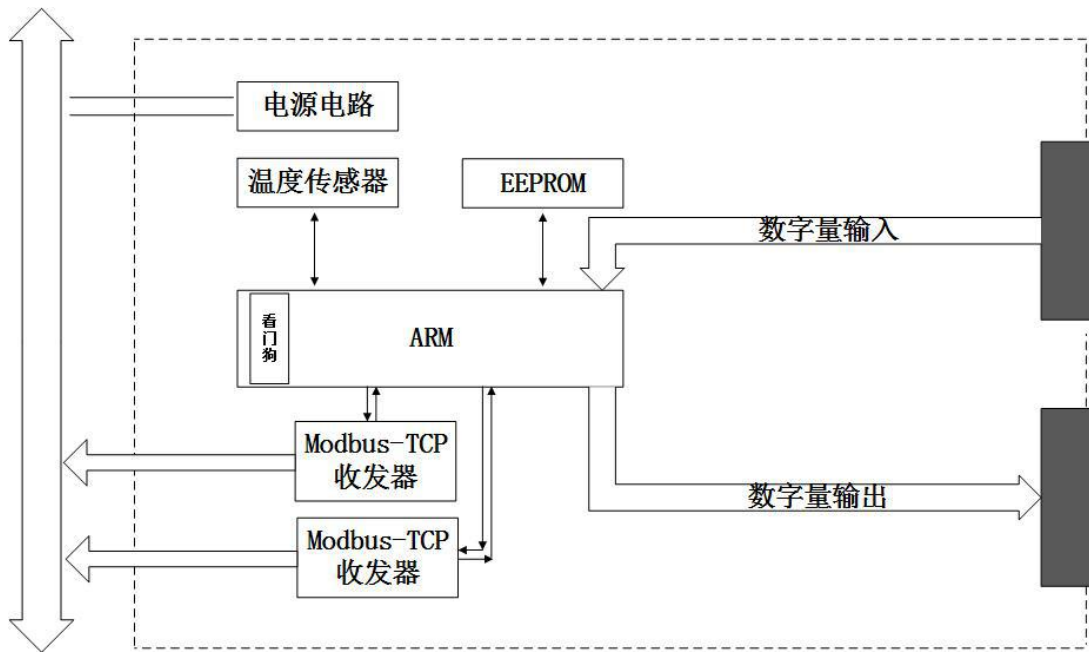 电源电路
温度传感器
EEPROM
数字量输入
看门狗
ARM
Modbus-TCP
收发器
数字量输出
Modbus-TCP
收发器